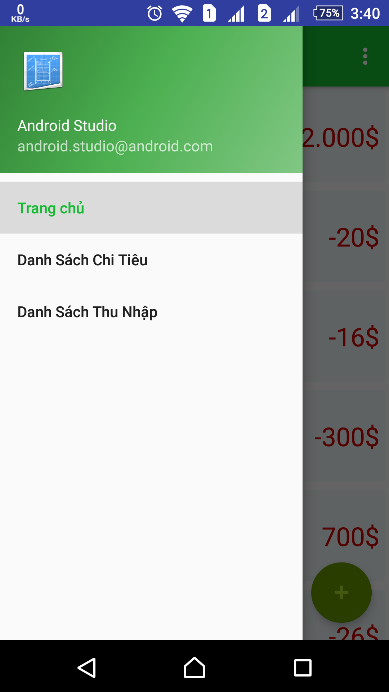 0
KB/s
1
2
75%
3:40
Android Studio
android.studio@android.com
Trang chủ
Danh Sách Chi Tiêu
Danh Sách Thu Nhập
2.000$
-20$
-16$
-300$
700$
+
-26$